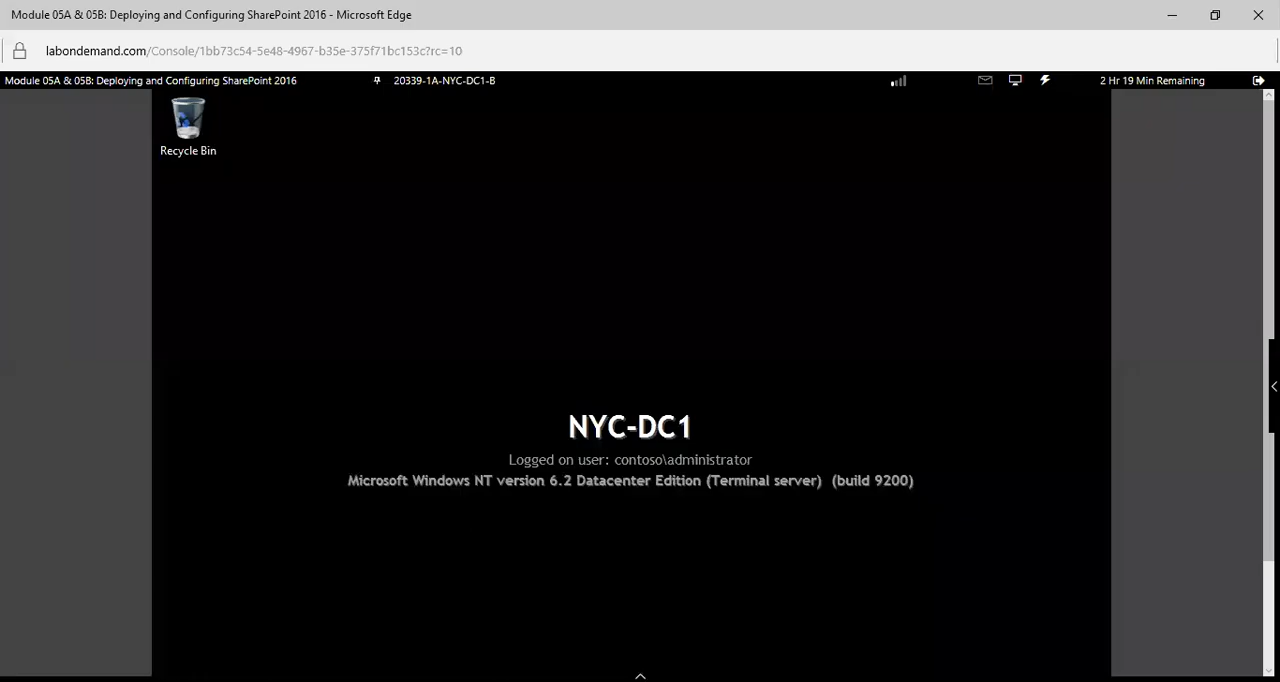 Module 05A & 05B: Deploying and Configuring SharePoint 2016 - Microsoft Edge
labondemand.com/Console/1bb73c54-5e48-4967-b35e-375f71bc153c?rc=10
Module 05A & 05B: Deploying and Configuring SharePoint 2016 20339-1A-NYC-DC1-B 2 Hr 19 Min Remaining
Recycle Bin
NYC-DC1
Logged on user: contoso\administrator
Microsoft Windows NT version 6.2 Datacenter Edition (Terminal server) (build 9200)